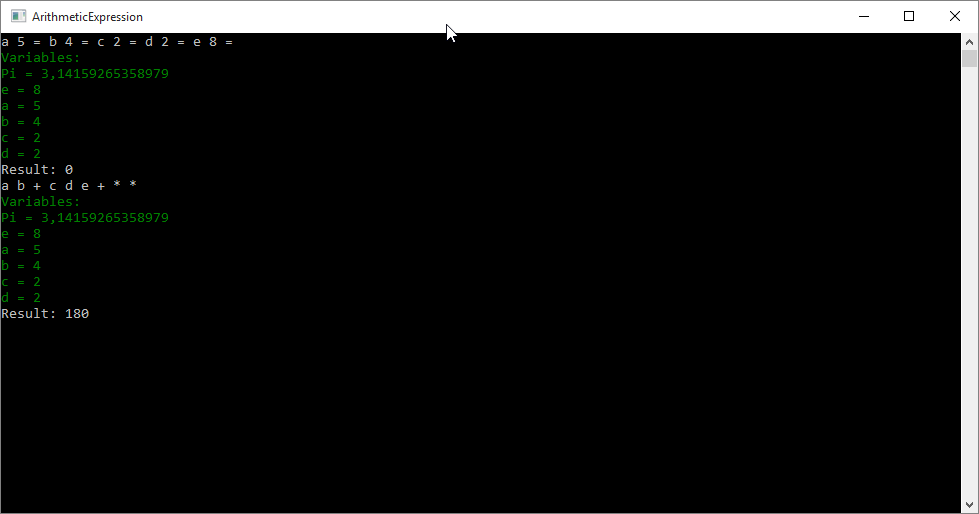 ArithmeticExpression
a 5 = b 4 = c 2 = d 2 = e 8 =
Variables:
Pi = 3,14159265358979
e = 8
a = 5
b = 4
c = 2
d = 2
Result: 0
a b + c d e + * *
Variables:
Pi = 3,14159265358979
e = 8
a = 5
b = 4
c = 2
d = 2
Result: 180